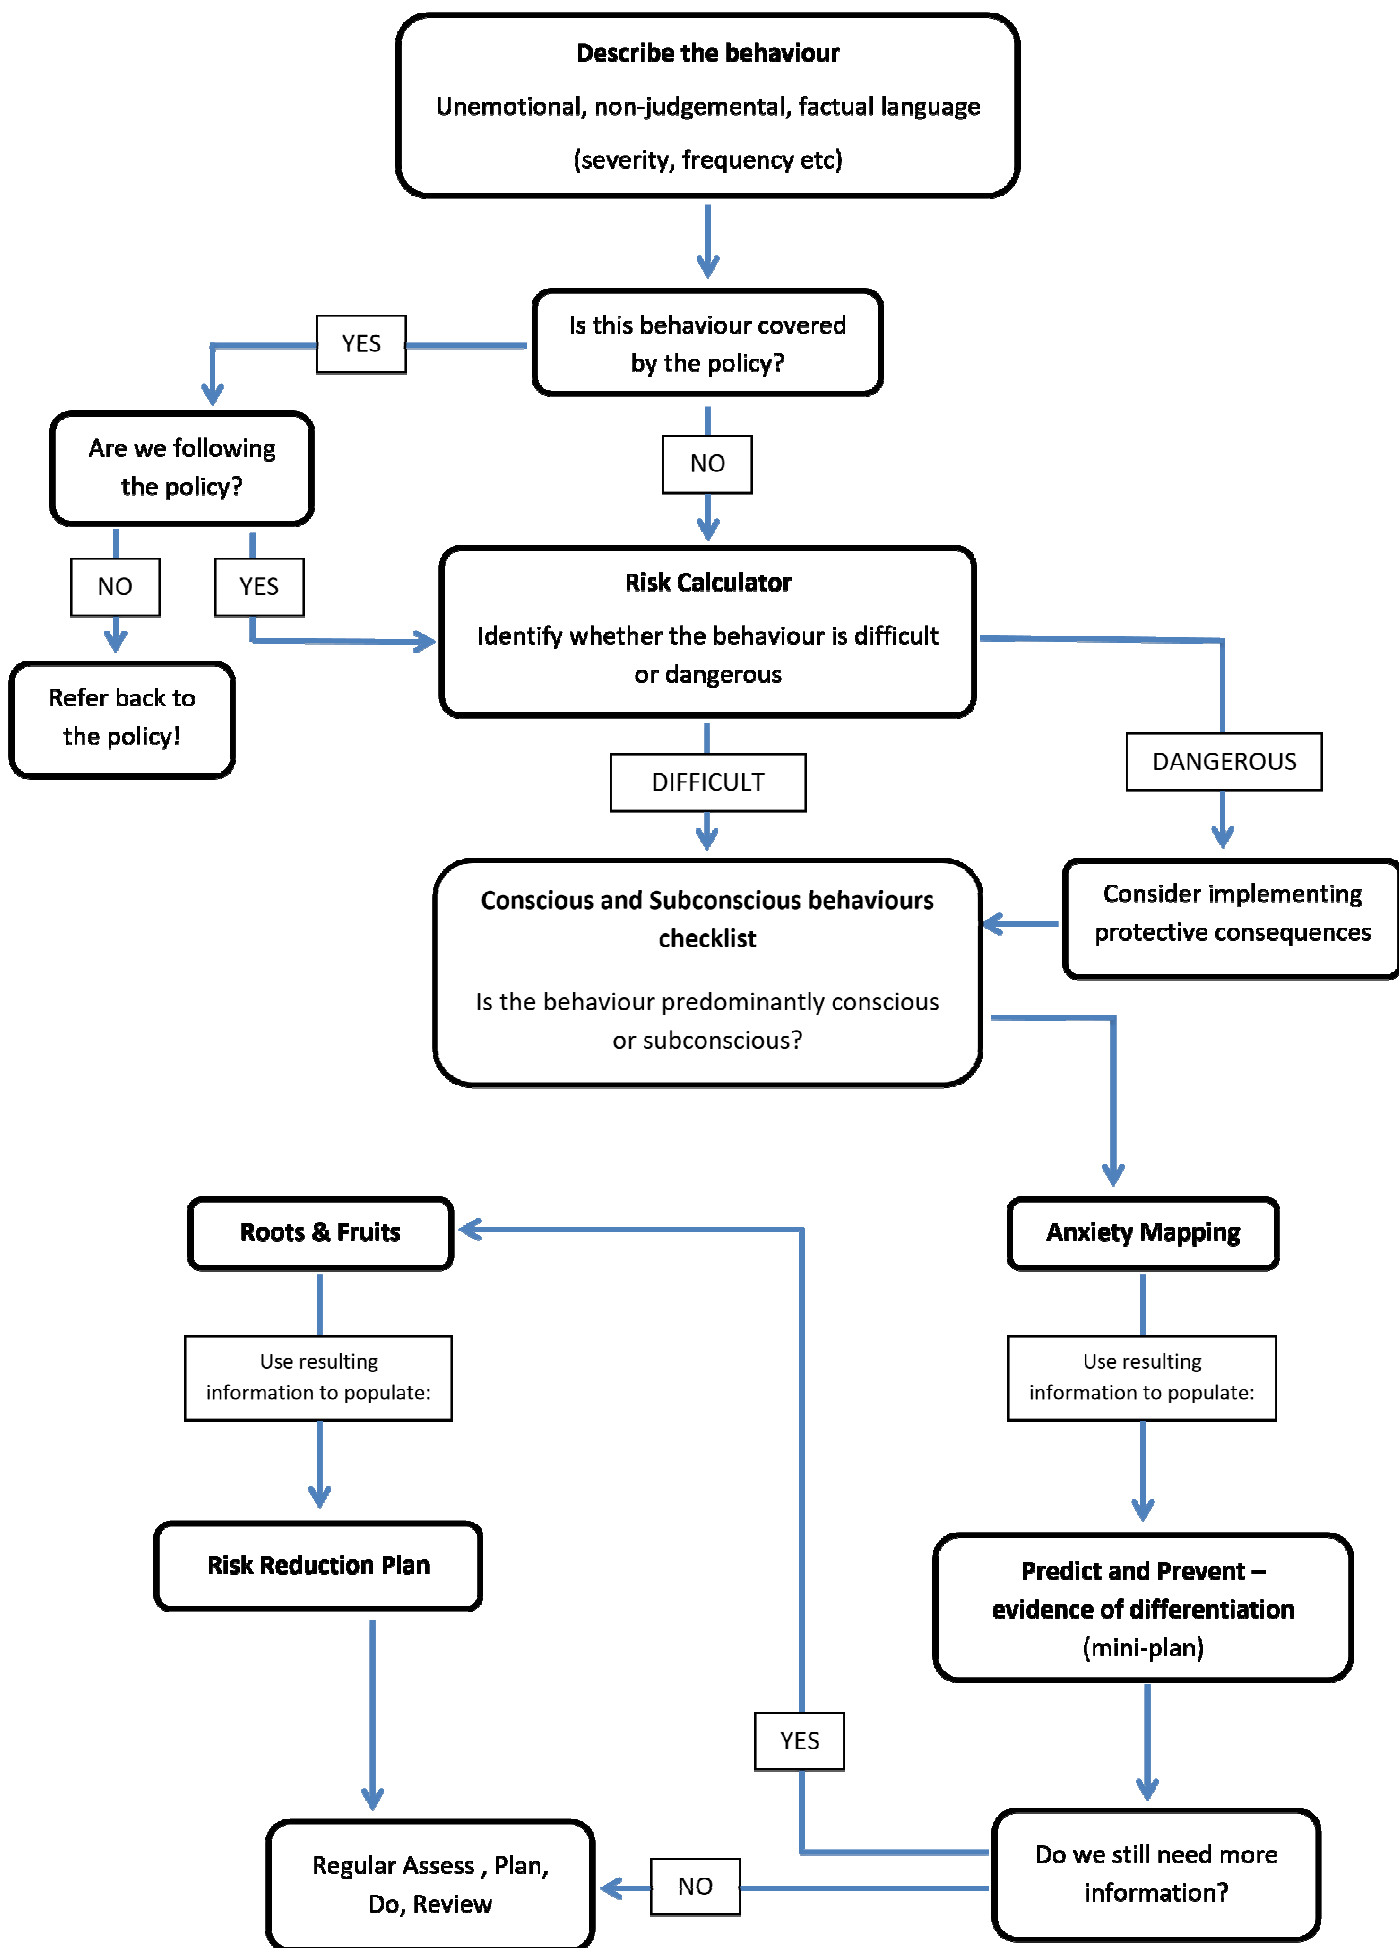 Describe the behaviour
Unemotional, non-judgemental, factual language
(severity, frequency etc)
Is this behaviour covered
by the policy?
YES
Are we following
the policy?
NO
NO
YES
Risk Calculator
Identify whether the behaviour is difficult
or dangerous
Refer back to
the policy!
DIFFICULT
DANGEROUS
Conscious and Subconscious behaviours
checklist
Is the behaviour predominantly conscious
or subconscious?
Consider implementing
protective consequences
Roots & Fruits
Anxiety Mapping
Use resulting
information to populate:
Use resulting
information to populate:
Risk Reduction Plan
Predict and Prevent –
evidence of differentiation
(mini-plan)
YES
Regular Assess , Plan,
Do, Review
NO
Do we still need more
information?